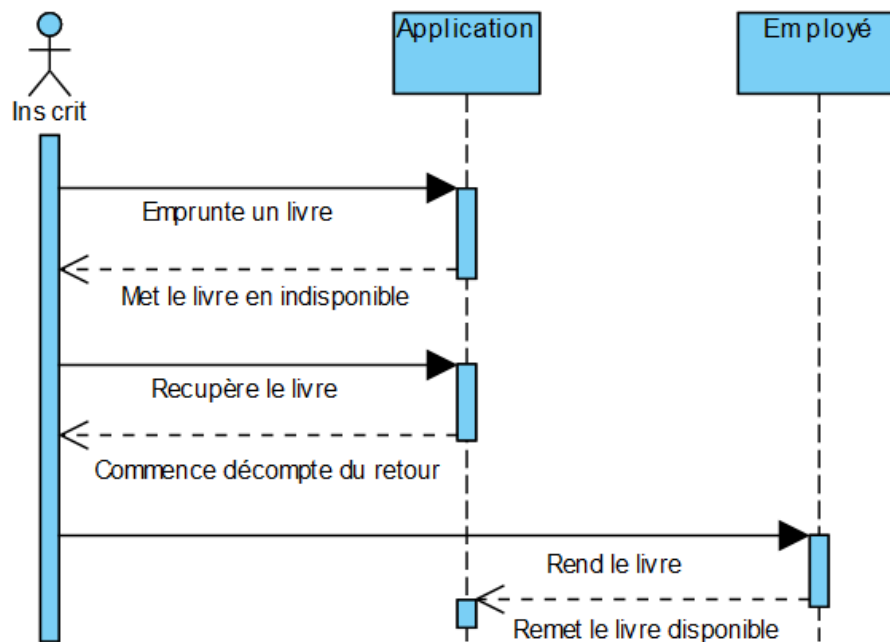 Application
Employé
Inscrit
Emprunte un livre
Met le livre en indisponible
Recupère le livre
Commence décompte du retour
Rend le livre
Remet le livre disponible